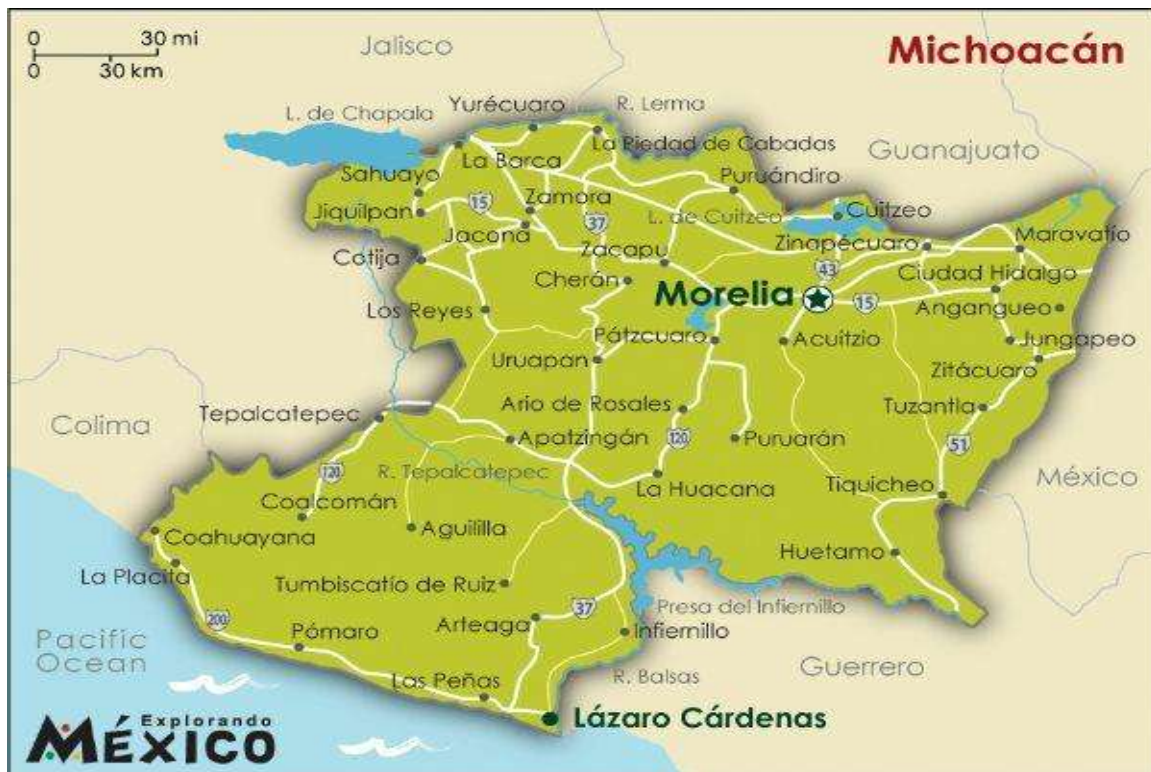 0 30 mi
0 30 km
Jalisco
Michoacán
L. de Chapala
Yurécuaro
R. Lerma
La Piedad de Cabadas
La Barca
Guanajuato
Sahuayo
Puruándiro
Jiquilpan
15
Zamora
37
L. de Cuitzeo
Cuitzeo
Jacona
Cotija
Zacapu
Zinapécuaro
Maravatío
Cherán
43
Ciudad Hidalgo
Morelia
15
Angangueo
Los Reyes
Pátzcuaro
Acuítzio
Jungapeo
Uruapan
Zitácuaro
Tepalcatepec
Ario de Rosales
Tuzantla
Colima
Apatzingán
120
Puruarán
51
120
R. Tepalcatepec
La Huacana
Tiquicheo
México
Coalcomán
Aguililla
Coahuayana
Huetamo
La Placita
Tumbiscatío de Ruiz
200
Arteaga
37
Presa del Infiernillo
Pómaro
Infiernillo
Pacific
Ocean
Guerrero
Las Peñas
R. Balsas
Lázaro Cárdenas
Explorando
MÉXICO